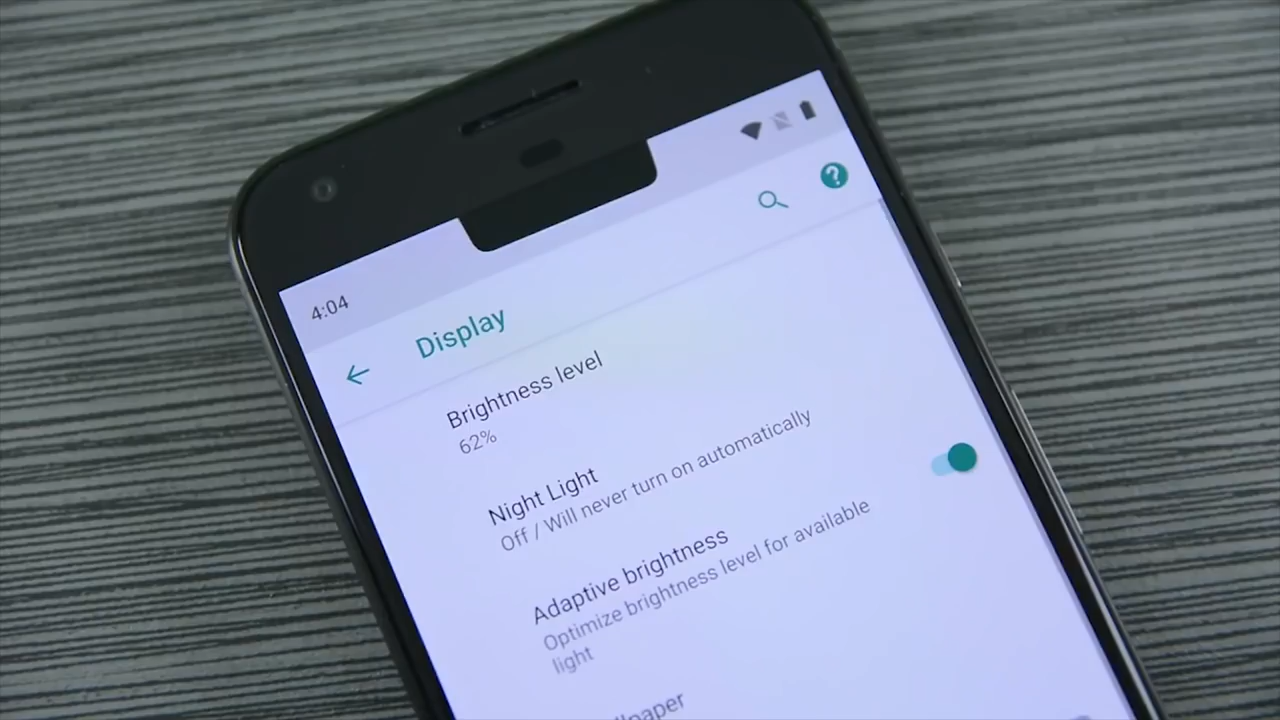 4:04
Display
Brightness level
62%
Night Light
Off / Will never turn on automatically
Adaptive brightness
Optimize brightness level for available
light